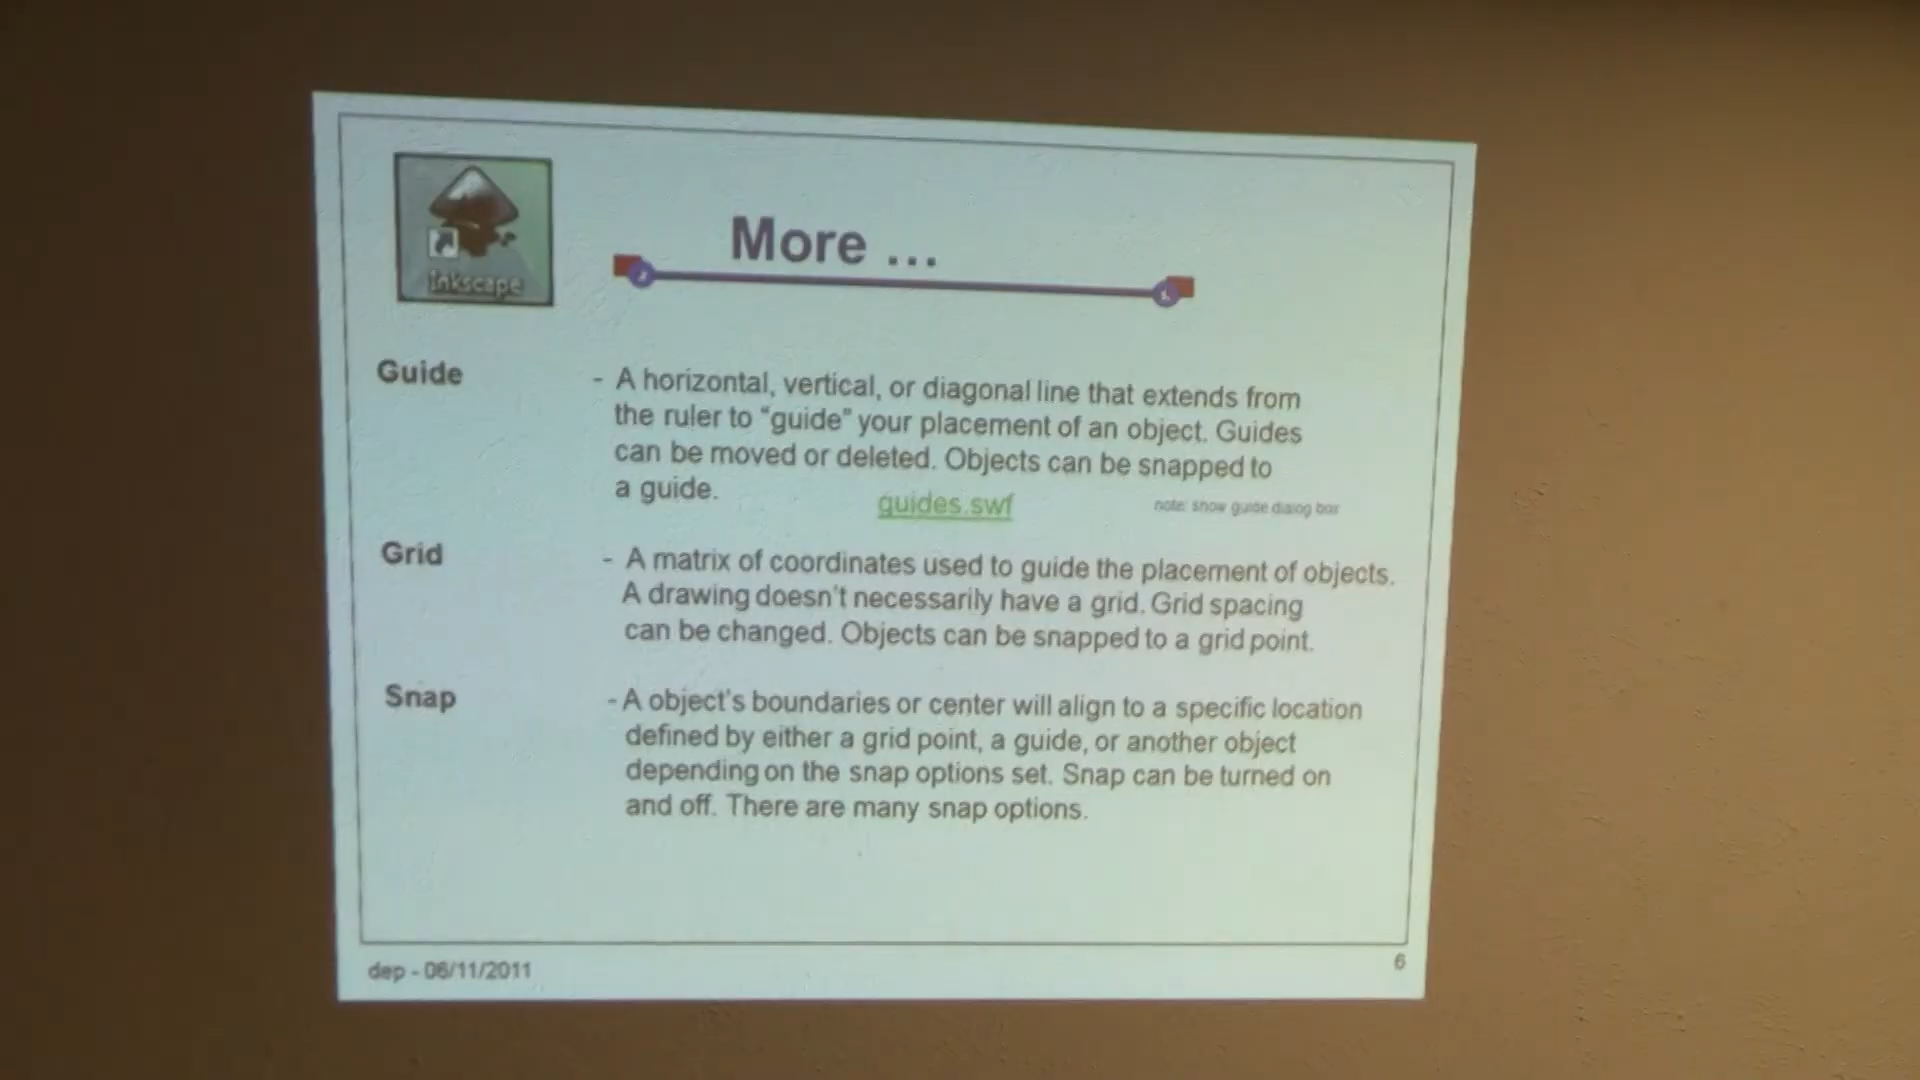 Inkscape
More ...
Guide
- A horizontal, vertical, or diagonal line that extends from
the ruler to “guide” your placement of an object. Guides
can be moved or deleted. Objects can be snapped to
a guide.
guides.swf
note: show guide dialog box
Grid
- A matrix of coordinates used to guide the placement of objects.
A drawing doesn't necessarily have a grid. Grid spacing
can be changed. Objects can be snapped to a grid point.
Snap
- A object's boundaries or center will align to a specific location
defined by either a grid point, a guide, or another object
depending on the snap options set. Snap can be turned on
and off. There are many snap options.
dep - 06/11/2011
6